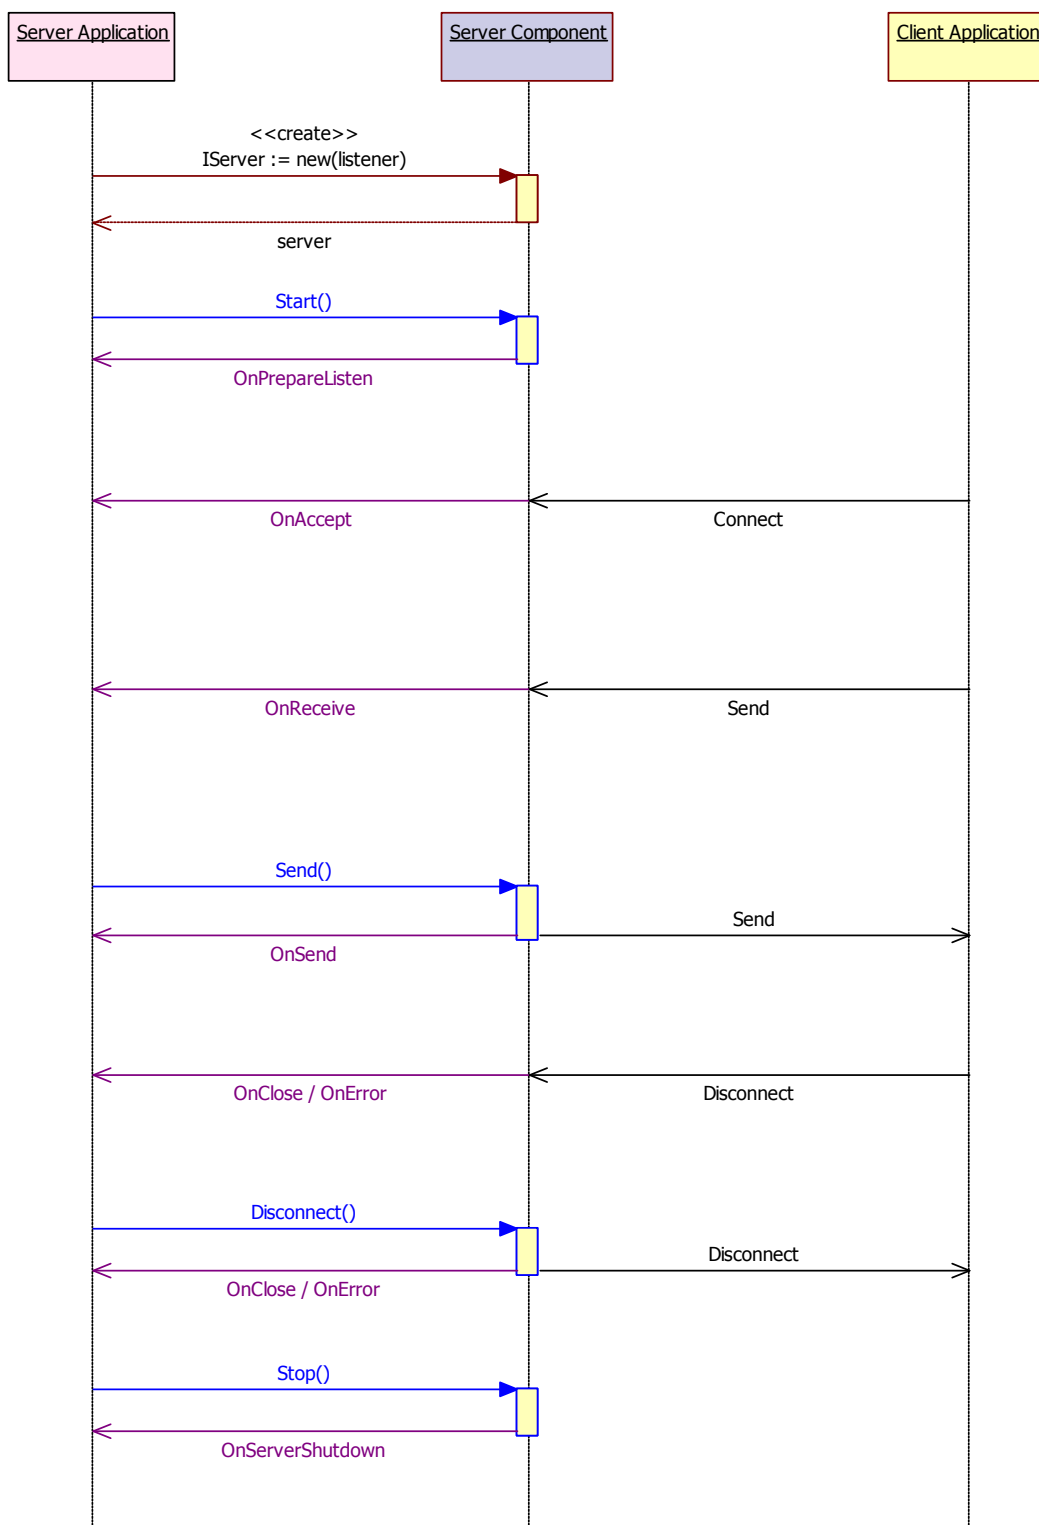 Server Application
Server Component
Client Application
<<create>>
IServer := new(listener)
server
Start()
OnPrepareListen
OnAccept
Connect
OnReceive
Send
Send()
Send
OnSend
OnClose / OnError
Disconnect
Disconnect()
Disconnect
OnClose / OnError
Stop()
OnServerShutdown